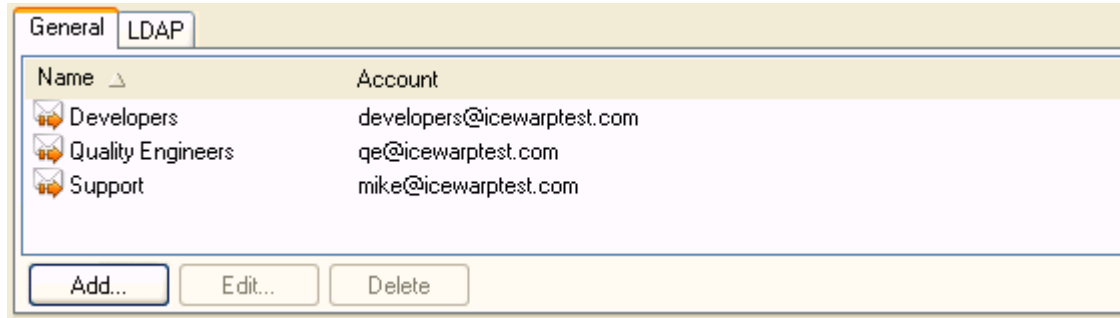 General LDAP
Name Account
Developers developers@icewarptest.com
Quality Engineers qe@icewarptest.com
Support mike@icewarptest.com
Add... Edit... Delete